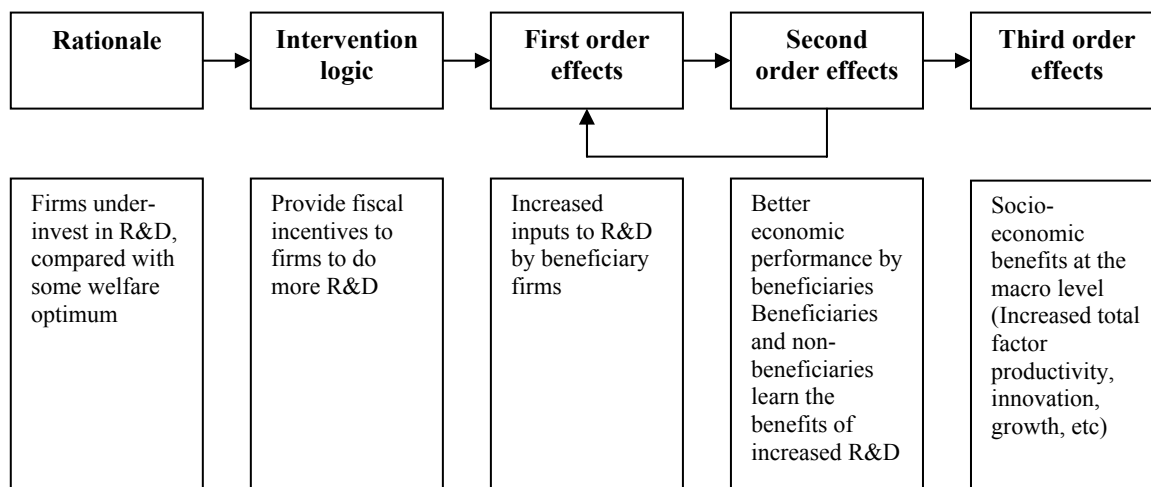 Rationale
Intervention
logic
First order
effects
Second
order effects
Third order
effects
Firms under-
invest in R&D,
compared with
some welfare
optimum
Provide fiscal
incentives to
firms to do
more R&D
Increased
inputs to R&D
by beneficiary
firms
Better
economic
performance by
beneficiaries
Beneficiaries
and non-
beneficiaries
learn the
benefits of
increased R&D
Socio-
economic
benefits at the
macro level
(Increased total
factor
productivity,
innovation,
growth, etc)